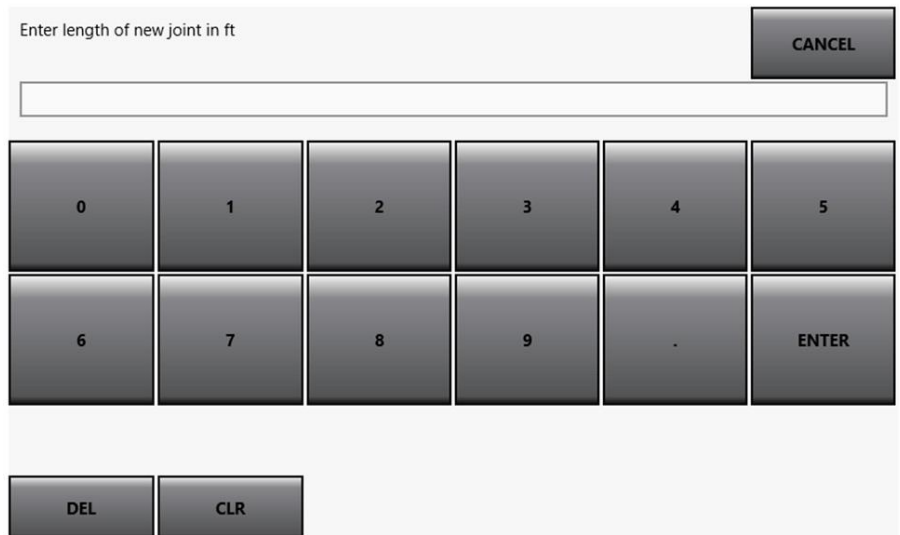 Enter length of new joint in ft
CANCEL
0 1 2 3 4 5
6 7 8 9 . ENTER
DEL CLR